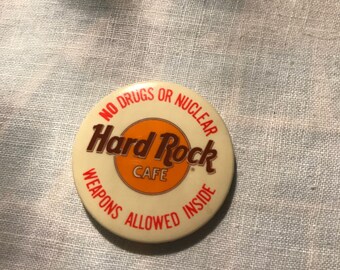 NO DRUGS OR NUCLEAR
Hard Rock
CAFE
WEAPONS ALLOWED INSIDE